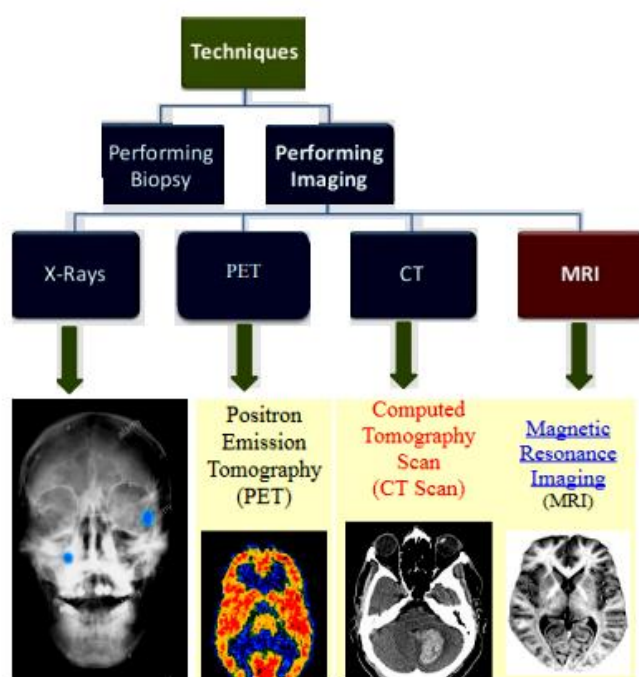 Techniques
Performing
Biopsy
Performing
Imaging
X-Rays
PET
CT
MRI
Positron
Emission
Tomography
(PET)
Computed
Tomography
Scan
(CT Scan)
Magnetic
Resonance
Imaging
(MRI)